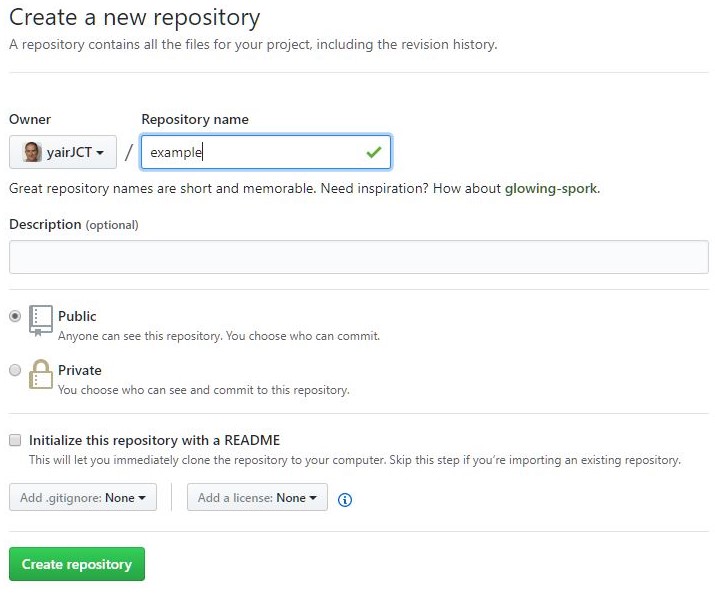 Create a new repository
A repository contains all the files for your project, including the revision history.
Owner Repository name
yairJCT / example
Great repository names are short and memorable. Need inspiration? How about glowing-spork.
Description (optional)
Public
Anyone can see this repository. You choose who can commit.
Private
You choose who can see and commit to this repository.
Initialize this repository with a README
This will let you immediately clone the repository to your computer. Skip this step if you’re importing an existing repository.
Add .gitignore: None Add a license: None
Create repository